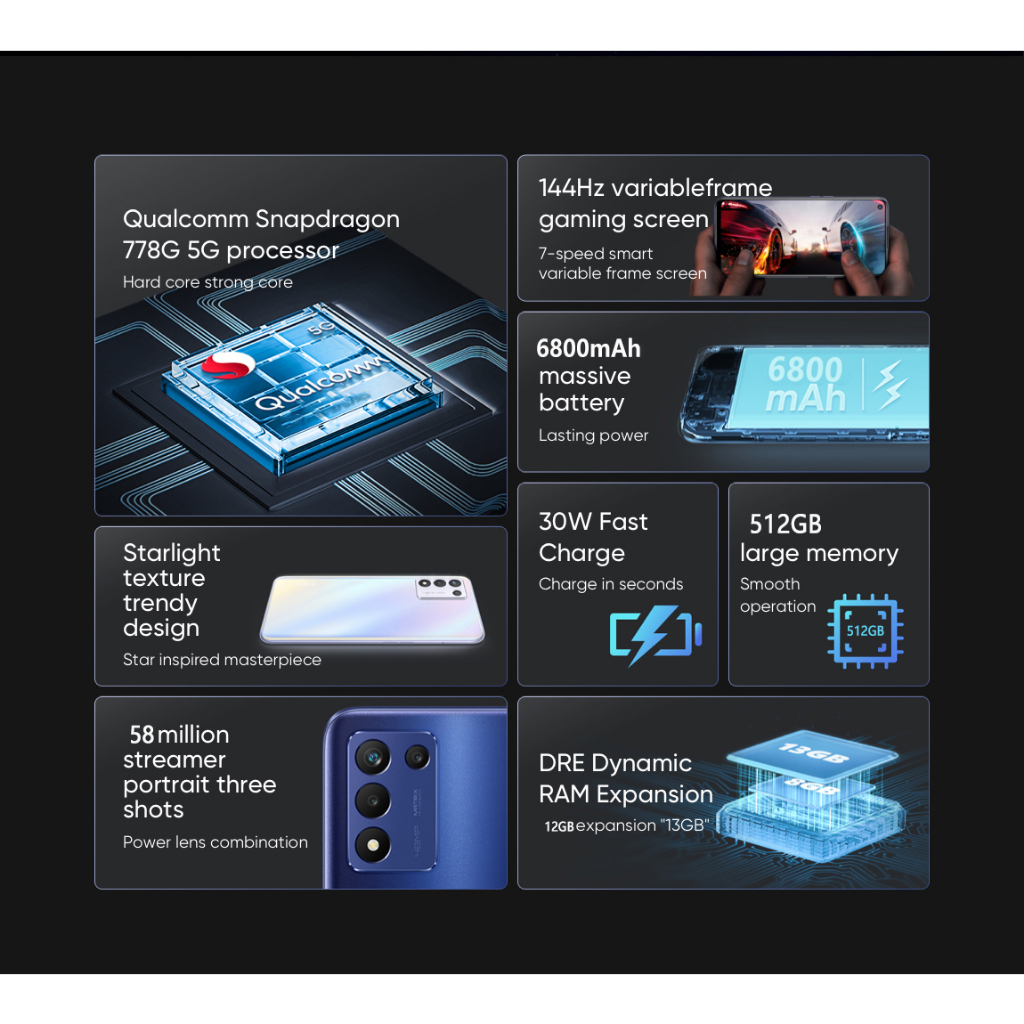 Qualcomm Snapdragon
778G 5G processor
Hard core strong core
5G
Qualcomm
144Hz variableframe
gaming screen
7-speed smart
variable frame screen
6800mAh
massive
battery
Lasting power
6800
mAh
Starlight
texture
trendy
design
Star inspired masterpiece
30W Fast
Charge
Charge in seconds
512GB
large memory
Smooth
operation
512GB
58million
streamer
portrait three
shots
Power lens combination
DRE Dynamic
RAM Expansion
12GBexpansion "13GB"
13GB
8GB